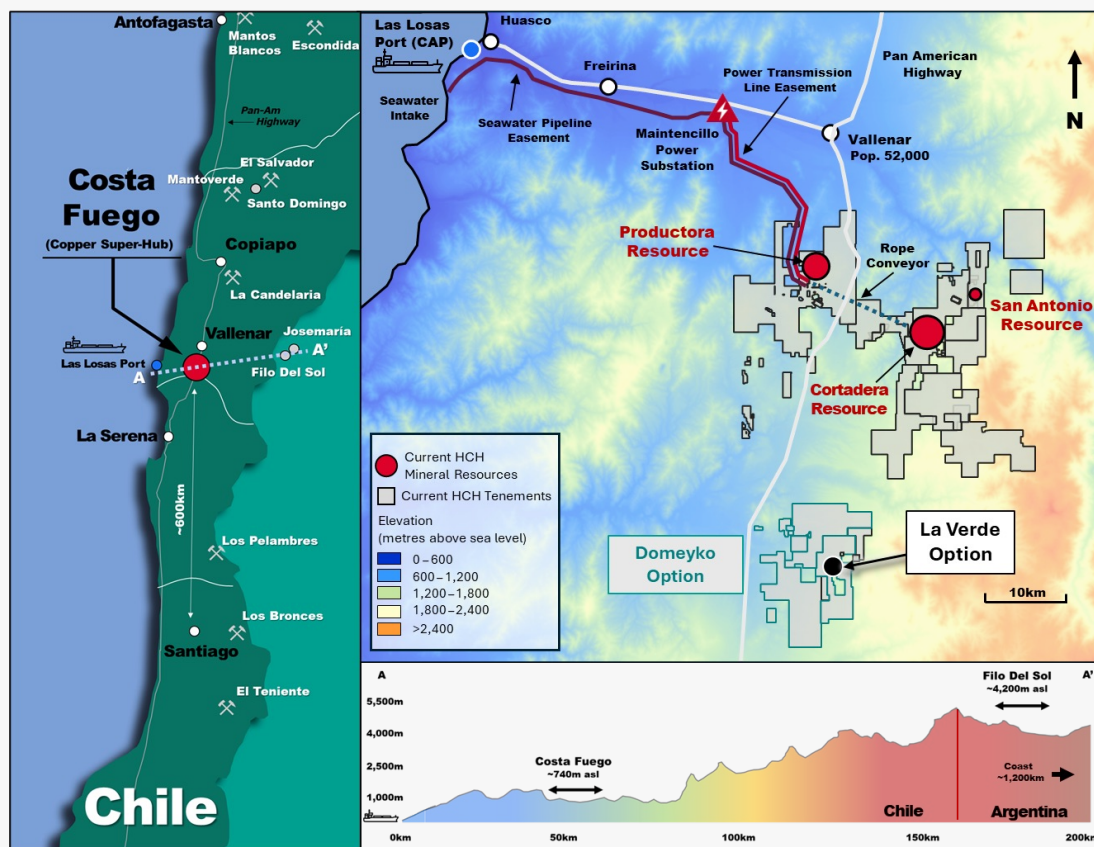 Antofagasta
Mantos
Blancos
Escondida
Pan-Am
Highway
El Salvador
Mantoverde
Santo Domingo
Costa
Fuego
(Copper Super-Hub)
Copiapo
La Candelaria
Vallenar
Josemaría
Las Losas Port
A
A'
Filo Del Sol
La Serena
~600km
Los Pelambres
Los Bronces
Santiago
El Teniente
Chile
Las Losas
Port (CAP)
Huasco
Freirina
Seawater
Intake
Seawater Pipeline
Easement
Maintencillo
Power
Substation
Power Transmission
Line Easement
Pan American
Highway
N
Vallenar
Pop. 52,000
Productora
Resource
Rope
Conveyor
San Antonio
Resource
Cortadera
Resource
Current HCH
Mineral Resources
Current HCH Tenements
Elevation
(metres above sea level)
0–600
600–1,200
1,200–1,800
1,800–2,400
>2,400
Domeyko
Option
La Verde
Option
10km
A
A'
5,500m
4,000m
2,500m
1,000m
Costa Fuego
~740m asl
Filo Del Sol
~4,200m asl
Coast
~1,200km
Chile
Argentina
0km
50km
100km
150km
200km